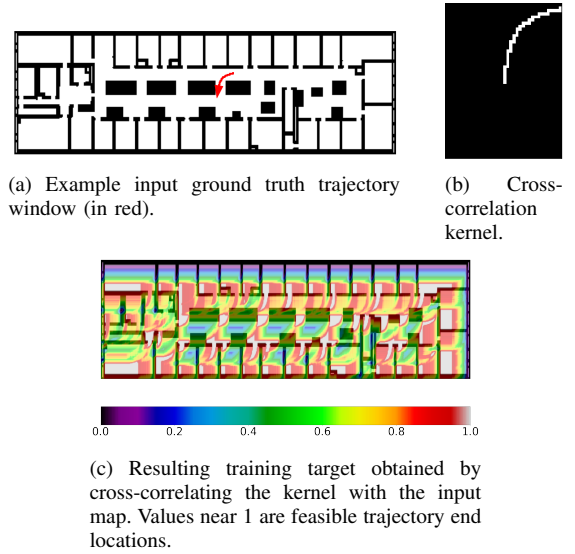 (a) Example input ground truth trajectory
window (in red).
(b) Cross-
correlation
kernel.
0.0 0.2 0.4 0.6 0.8 1.0
(c) Resulting training target obtained by
cross-correlating the kernel with the input
map. Values near 1 are feasible trajectory end
locations.